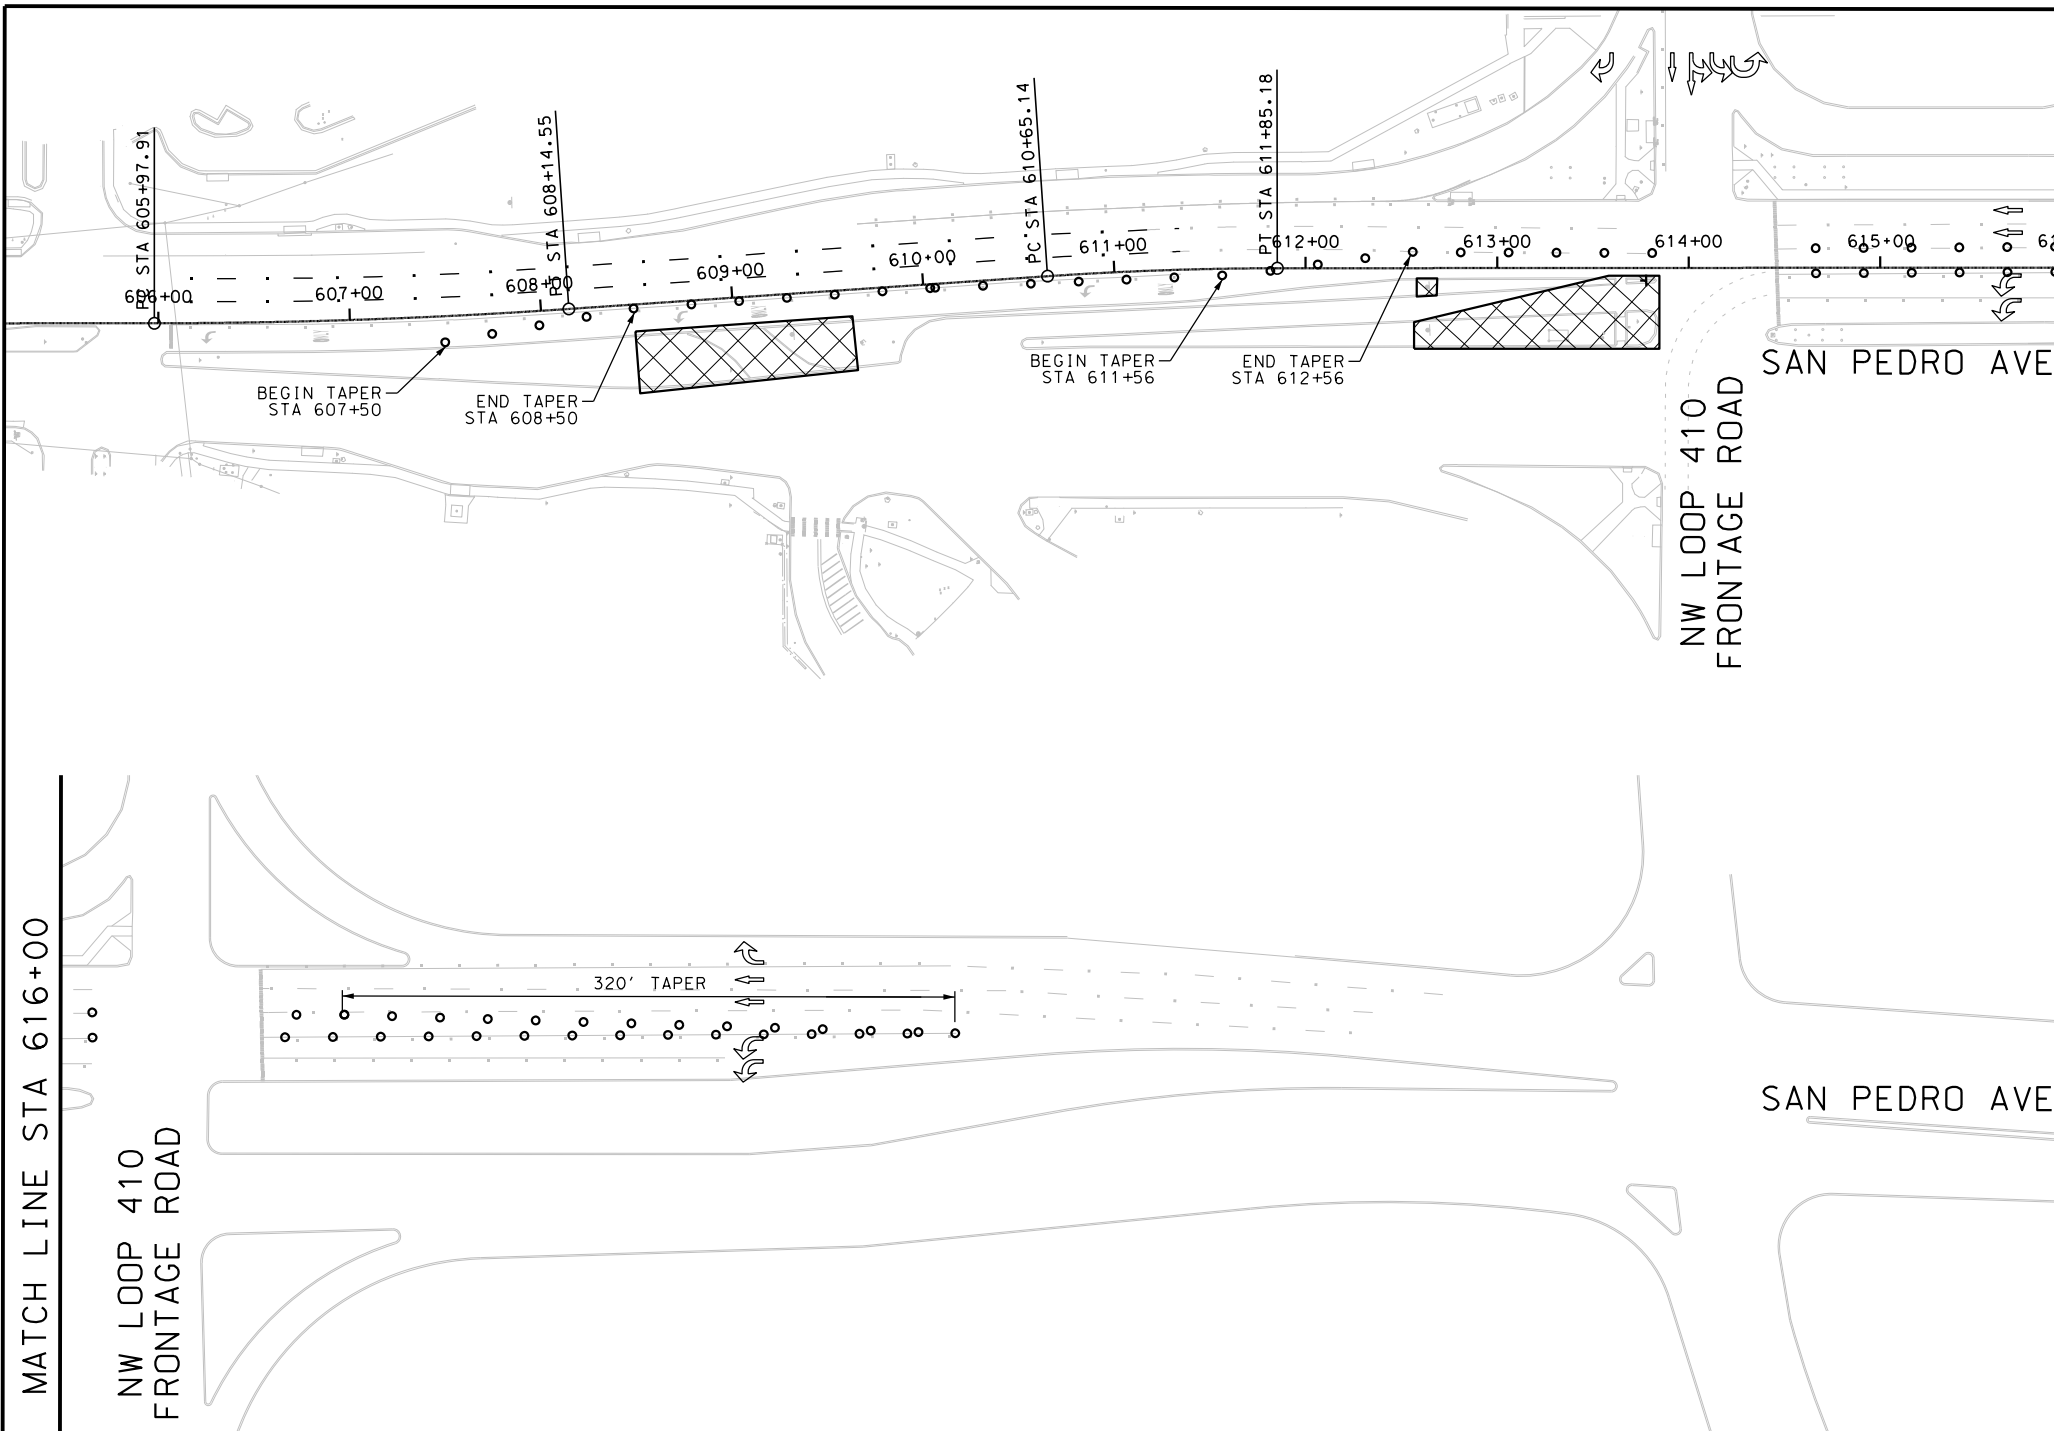 PC STA 605+97.91
PT STA 608+14.55
PC STA 610+65.14
PT STA 611+85.18
606+00
607+00
608+00
609+00
610+00
611+00
612+00
613+00
614+00
615+00
BEGIN TAPER
STA 607+50
END TAPER
STA 608+50
BEGIN TAPER
STA 611+56
END TAPER
STA 612+56
SAN PEDRO AVE
NW LOOP 410
FRONTAGE ROAD
MATCH LINE STA 616+00
320' TAPER
NW LOOP 410
FRONTAGE ROAD
SAN PEDRO AVE